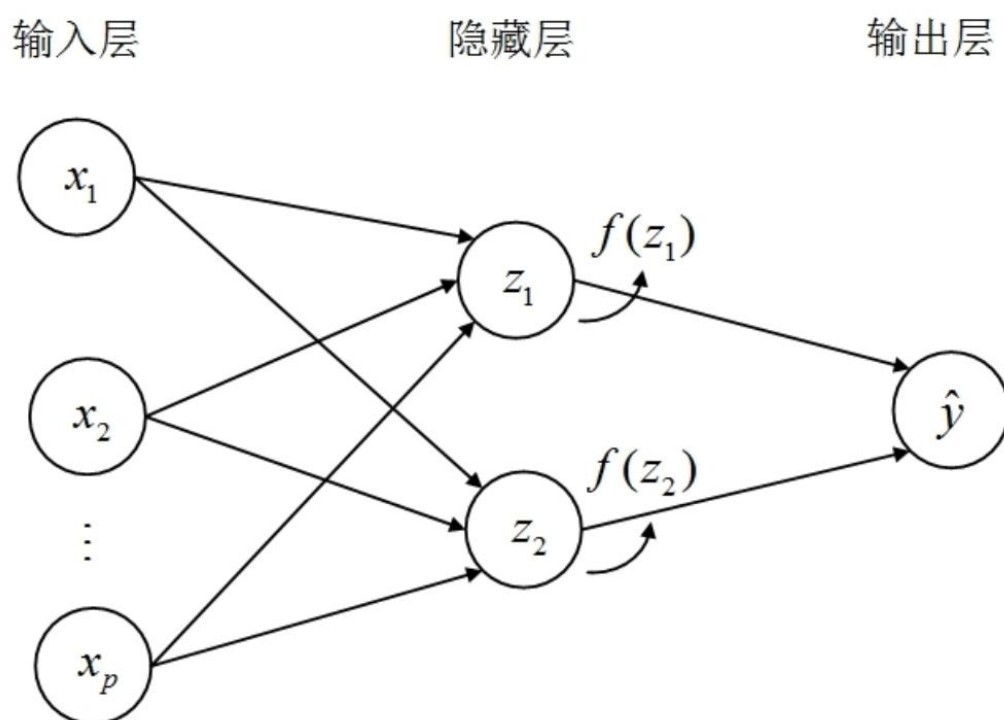 输入层 隐藏层 输出层
x₁
f(z₁)
z₁
x₂
ŷ
f(z₂)
z₂
⋮
xₚ